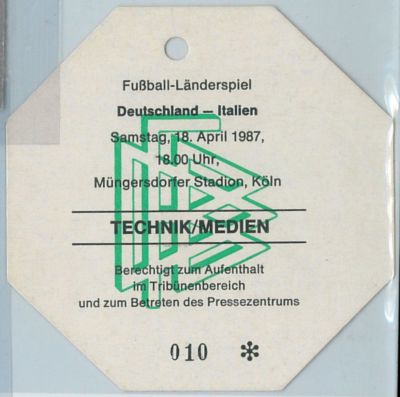 Fußball-Länderspiel
Deutschland – Italien
Samstag, 18. April 1987,
18.00 Uhr,
Müngersdorfer Stadion, Köln
TECHNIK/MEDIEN
Berechtigt zum Aufenthalt
im Tribünenbereich
und zum Betreten des Pressezentrums
010 *